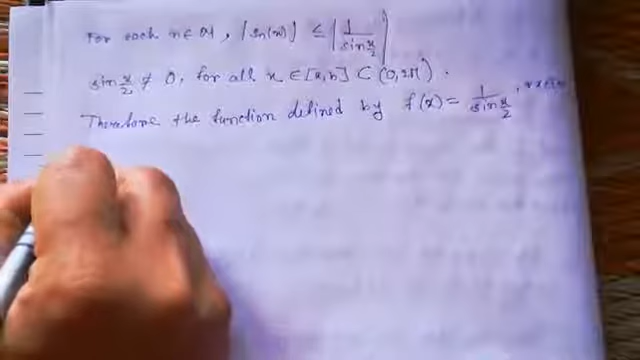 For each n ∈ ℕ, |sn(x)| ≤ |1/sin x/2|
sin x/2 ≠ 0, for all x ∈ [a,b] ⊂ (0,2π).
Therefore the function defined by f(x) = 1/sin x/2